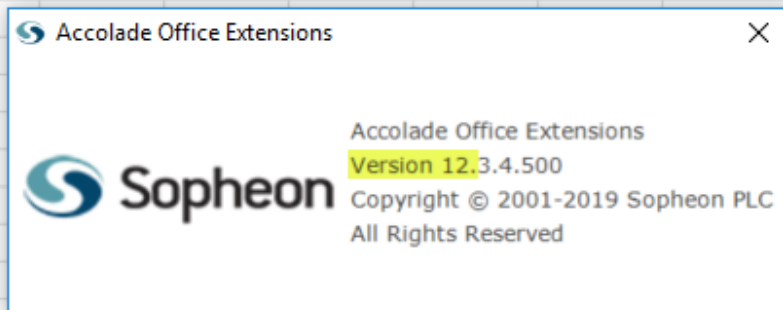 Accolade Office Extensions
Sopheon
Accolade Office Extensions
Version 12.3.4.500
Copyright © 2001-2019 Sopheon PLC
All Rights Reserved